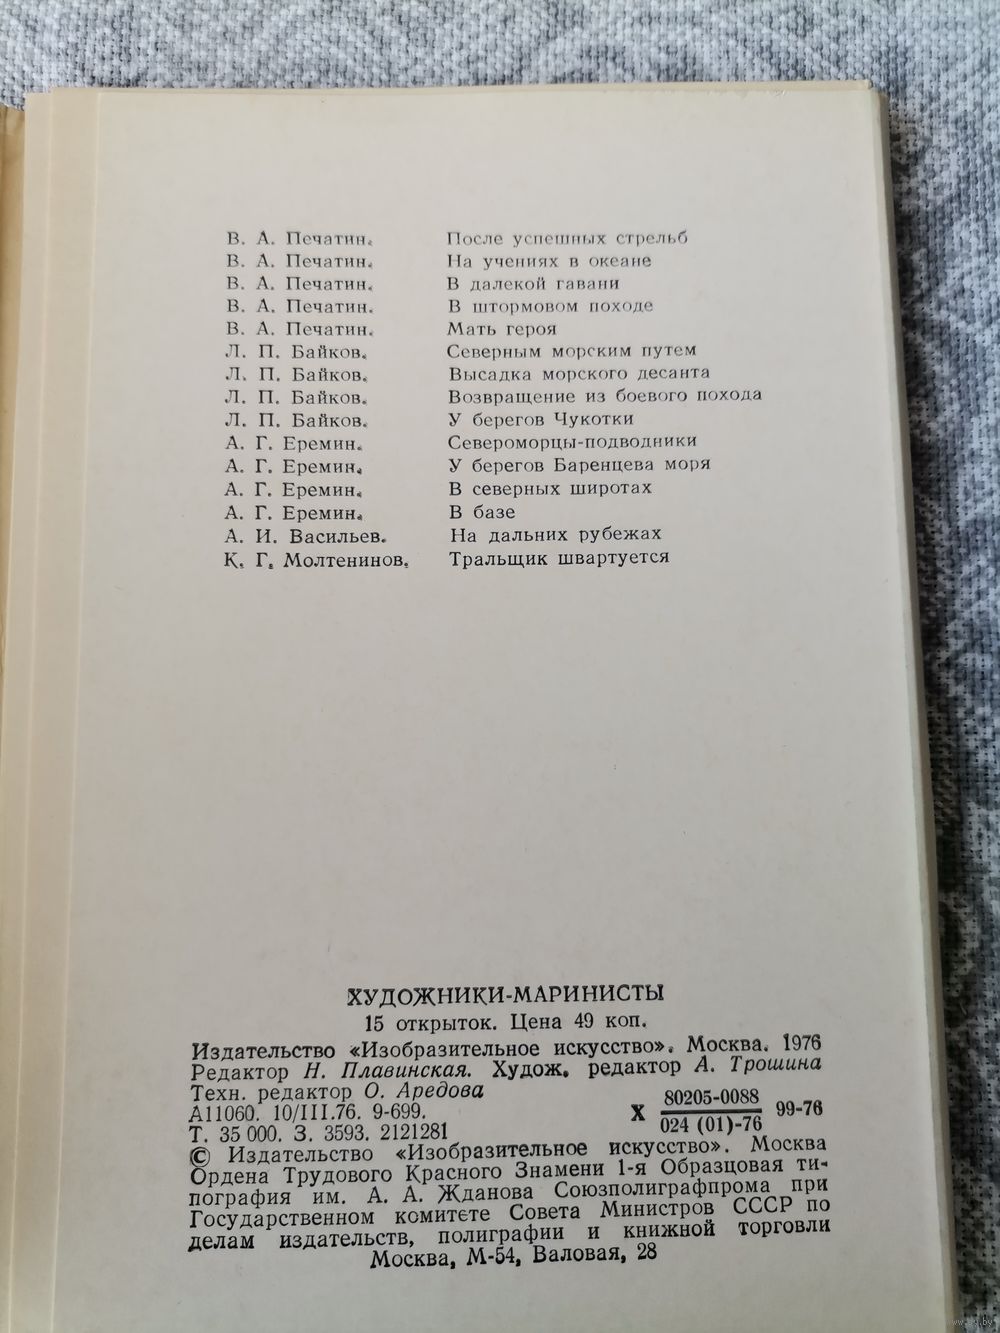 В. А. Печатин. После успешных стрельб
В. А. Печатин. На учениях в океане
В. А. Печатин. В далекой гавани
В. А. Печатин. В штормовом походе
В. А. Печатин. Мать героя
Л. П. Байков. Северным морским путем
Л. П. Байков. Высадка морского десанта
Л. П. Байков. Возвращение из боевого похода
Л. П. Байков. У берегов Чукотки
А. Г. Еремин. Североморцы-подводники
А. Г. Еремин. У берегов Баренцева моря
А. Г. Еремин. В северных широтах
А. Г. Еремин. В базе
А. И. Васильев. На дальних рубежах
К. Г. Молтенинов. Тральщик швартуется
ХУДОЖНИКИ-МАРИНИСТЫ
15 открыток. Цена 49 коп.
Издательство «Изобразительное искусство». Москва. 1976
Редактор Н. Плавинская. Худож. редактор А. Трошина
Техн. редактор О. Аредова
А11060. 10/III.76. 9-699.
Т. 35 000. З. 3593. 2121281
Х 80205-0088 99-76
024 (01)-76
© Издательство «Изобразительное искусство». Москва
Ордена Трудового Красного Знамени 1-я Образцовая ти-
пография им. А. А. Жданова Союзполиграфпрома при
Государственном комитете Совета Министров СССР по
делам издательств, полиграфии и книжной торговли
Москва, М-54, Валовая, 28